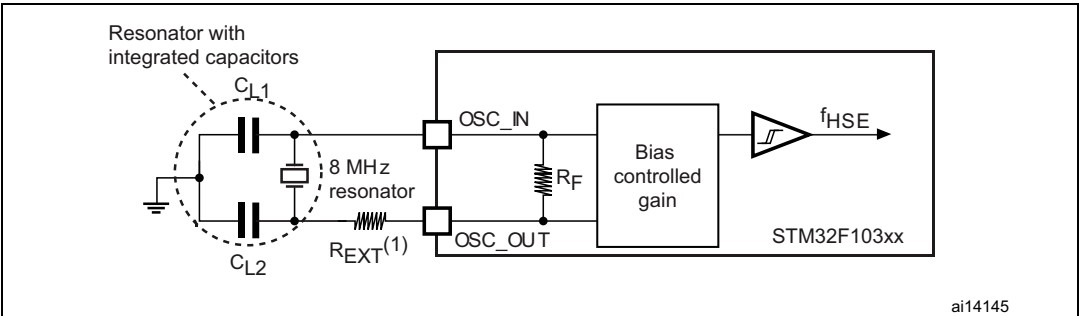 Resonator with
integrated capacitors
CL1
OSC_IN
fHSE
8 MHz
resonator
RF
Bias
controlled
gain
REXT(1)
OSC_OUT
STM32F103xx
CL2
ai14145